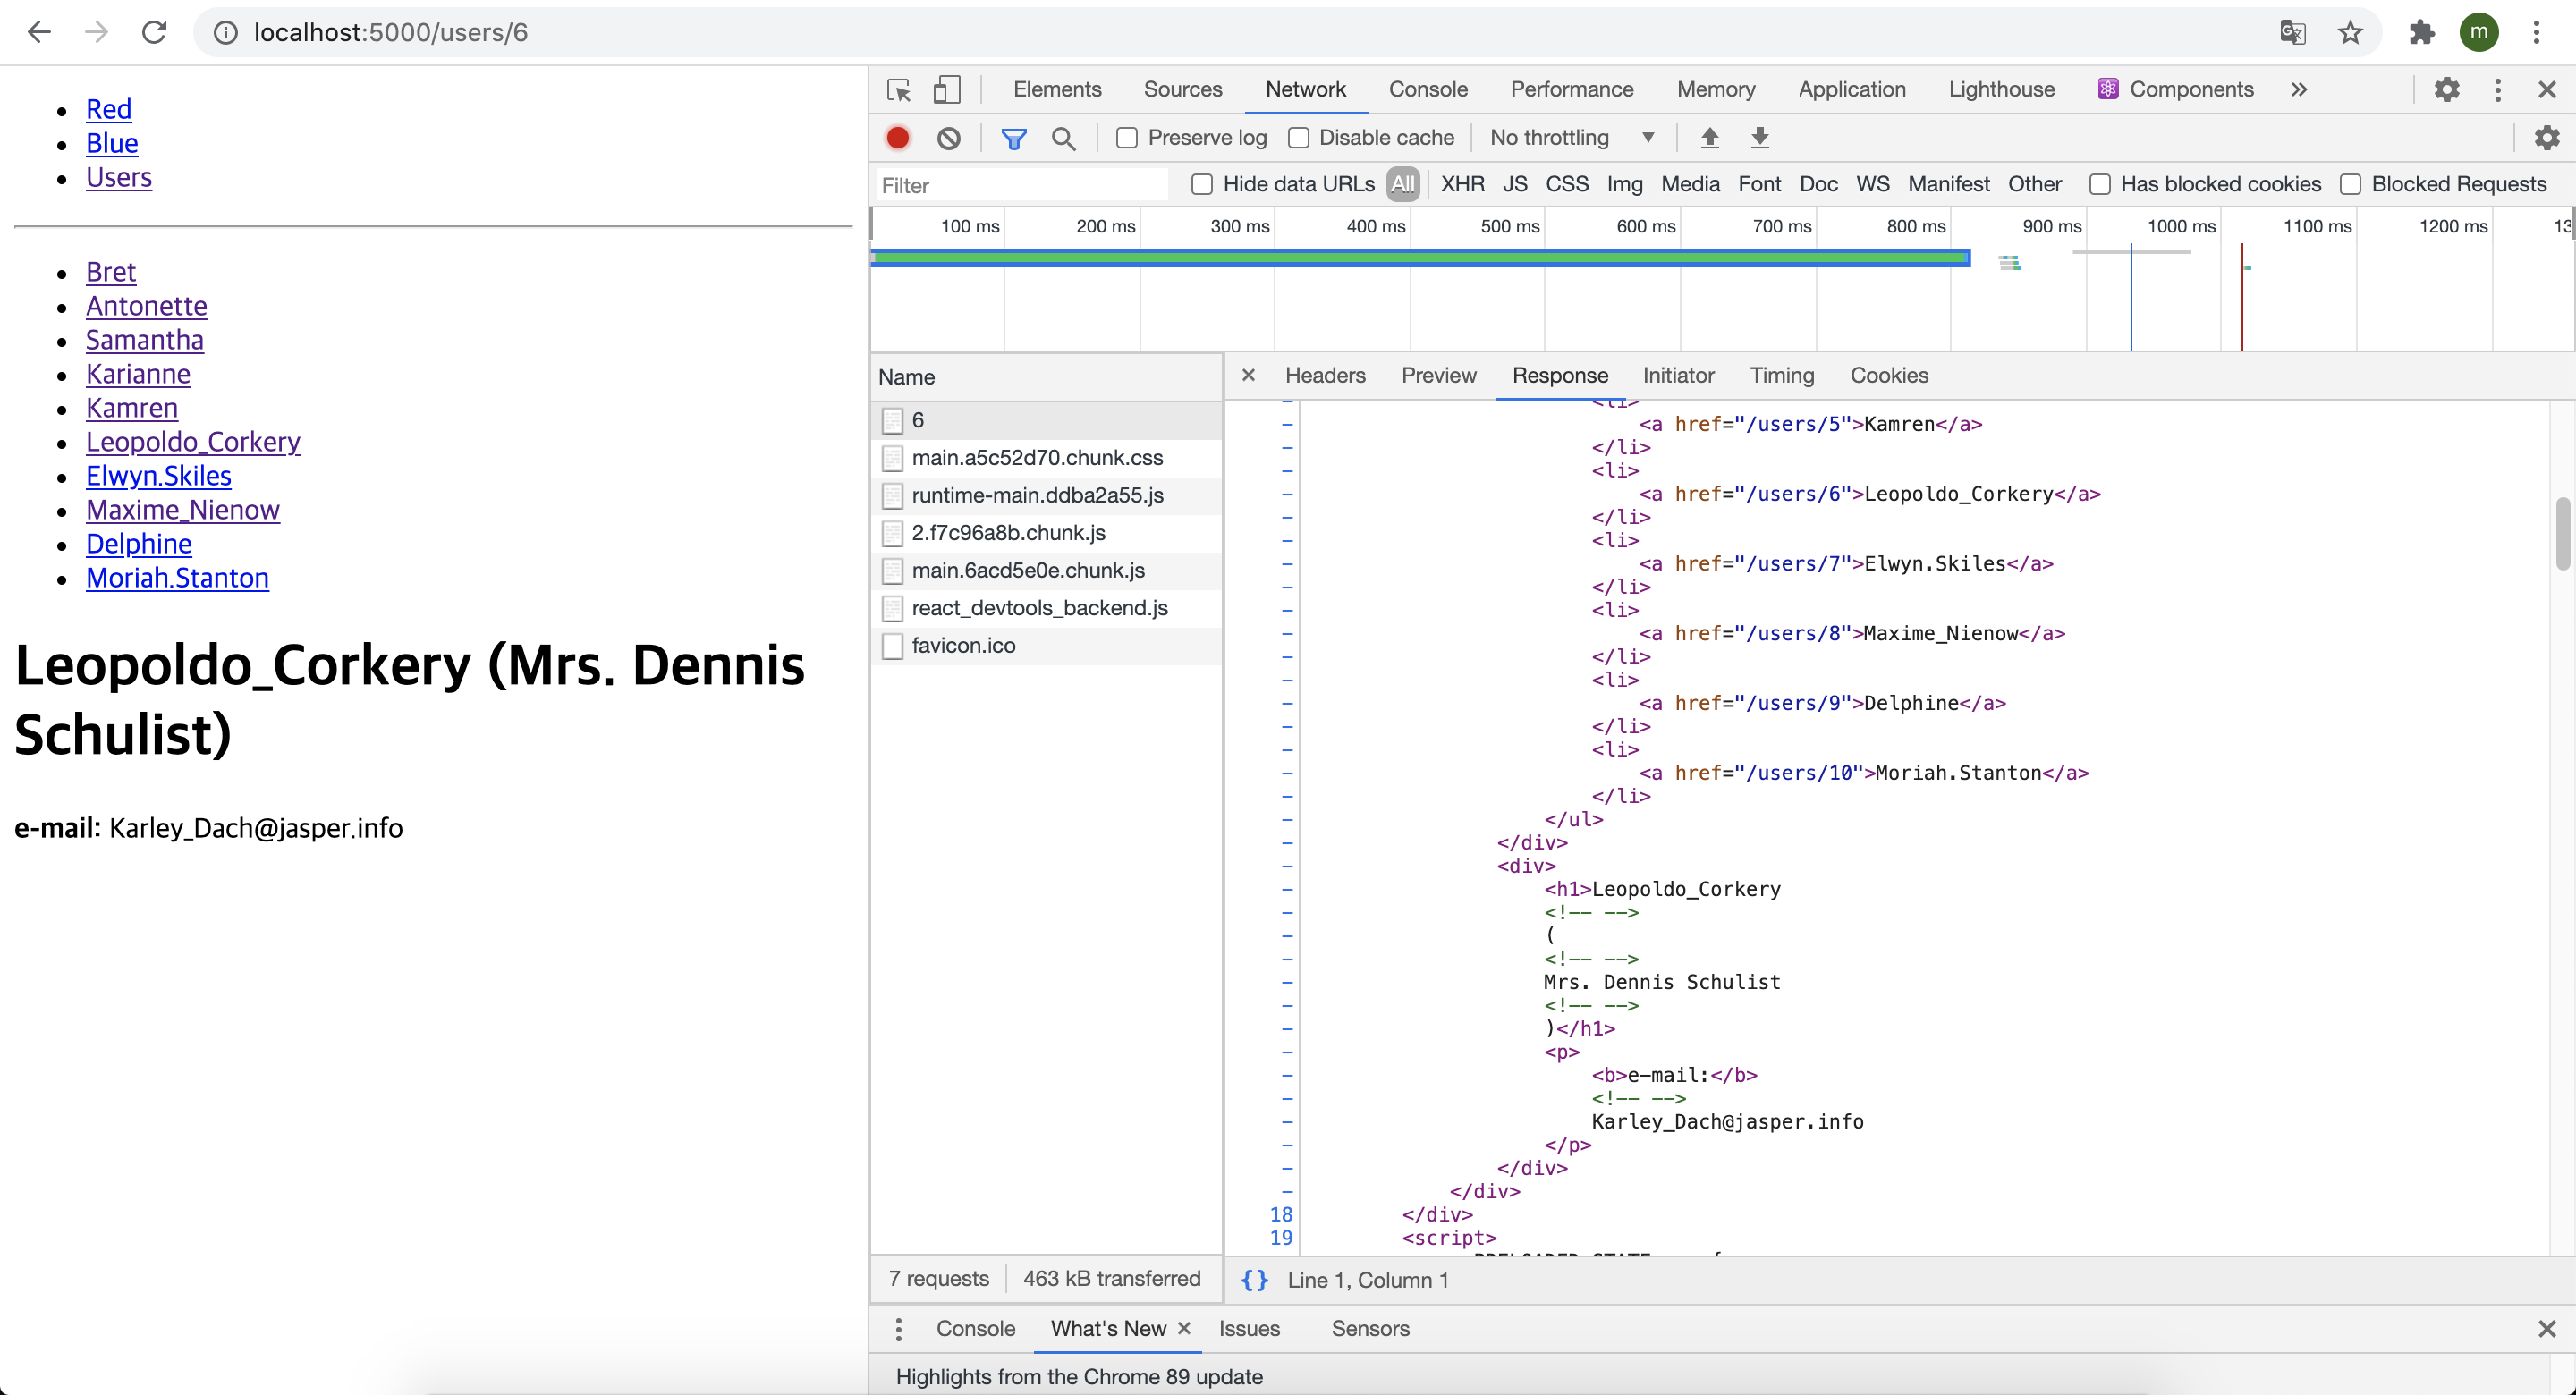 localhost:5000/users/6
m
Red
Blue
Users
Bret
Antonette
Samantha
Karianne
Kamren
Leopoldo_Corkery
Elwyn.Skiles
Maxime_Nienow
Delphine
Moriah.Stanton
Leopoldo_Corkery (Mrs. Dennis
Schulist)
e-mail: Karley_Dach@jasper.info
Elements Sources Network Console Performance Memory Application Lighthouse Components »
Preserve log Disable cache No throttling
Filter Hide data URLs All XHR JS CSS Img Media Font Doc WS Manifest Other Has blocked cookies Blocked Requests
100 ms 200 ms 300 ms 400 ms 500 ms 600 ms 700 ms 800 ms 900 ms 1000 ms 1100 ms 1200 ms
Name
6
main.a5c52d70.chunk.css
runtime-main.ddba2a55.js
2.f7c96a8b.chunk.js
main.6acd5e0e.chunk.js
react_devtools_backend.js
favicon.ico
7 requests 463 kB transferred
× Headers Preview Response Initiator Timing Cookies
<li>
<a href="/users/5">Kamren</a>
</li>
<li>
<a href="/users/6">Leopoldo_Corkery</a>
</li>
<li>
<a href="/users/7">Elwyn.Skiles</a>
</li>
<li>
<a href="/users/8">Maxime_Nienow</a>
</li>
<li>
<a href="/users/9">Delphine</a>
</li>
<li>
<a href="/users/10">Moriah.Stanton</a>
</li>
</ul>
</div>
<div>
<h1>Leopoldo_Corkery
<!-- -->
(
<!-- -->
Mrs. Dennis Schulist
<!-- -->
)</h1>
<p>
<b>e-mail:</b>
<!-- -->
Karley_Dach@jasper.info
</p>
</div>
</div>
18 </div>
19 <script>
{} Line 1, Column 1
Console What's New × Issues Sensors
Highlights from the Chrome 89 update